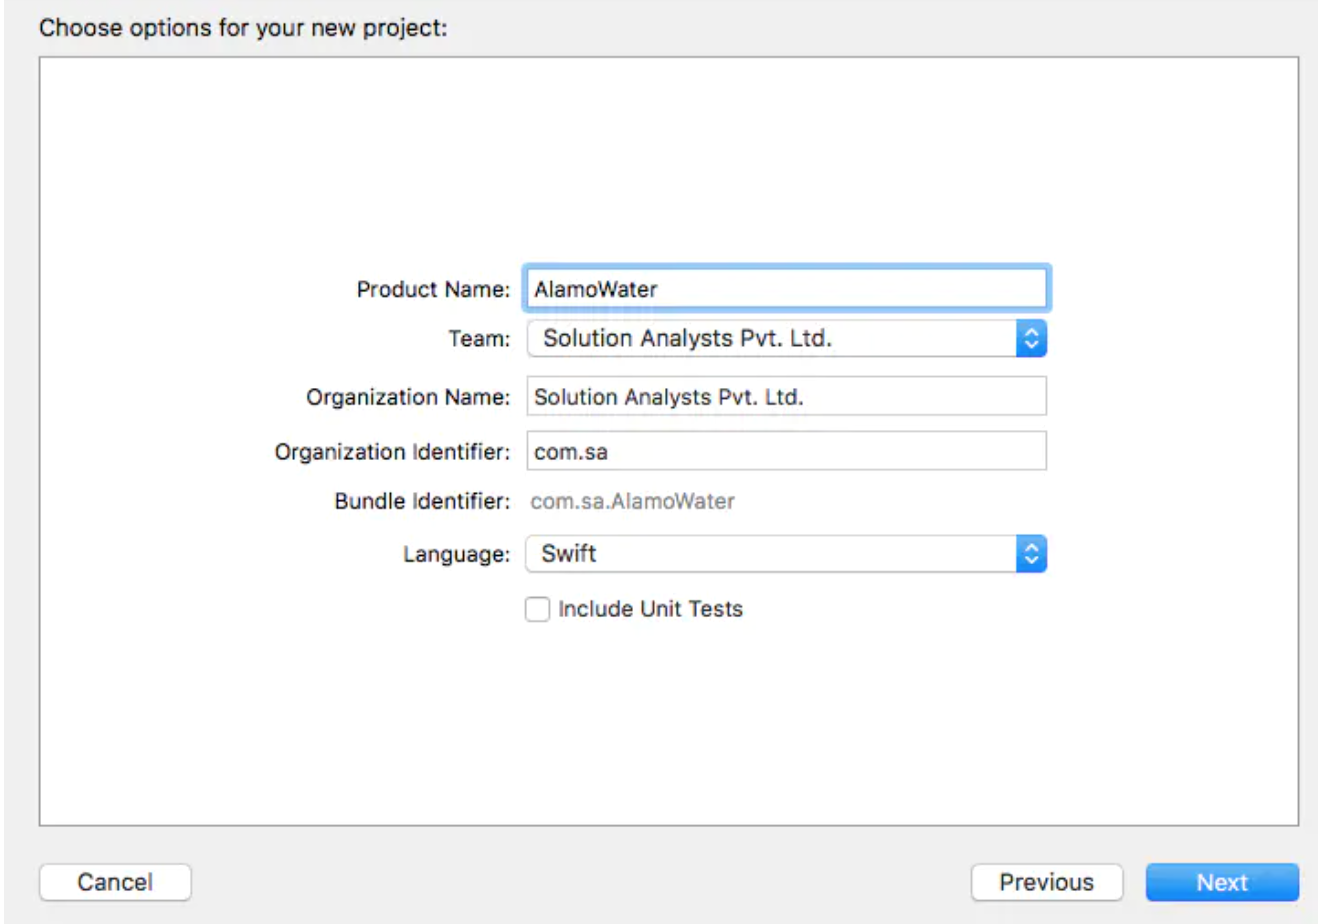 Choose options for your new project:
Product Name: AlamoWater
Team: Solution Analysts Pvt. Ltd.
Organization Name: Solution Analysts Pvt. Ltd.
Organization Identifier: com.sa
Bundle Identifier: com.sa.AlamoWater
Language: Swift
Include Unit Tests
Cancel Previous Next